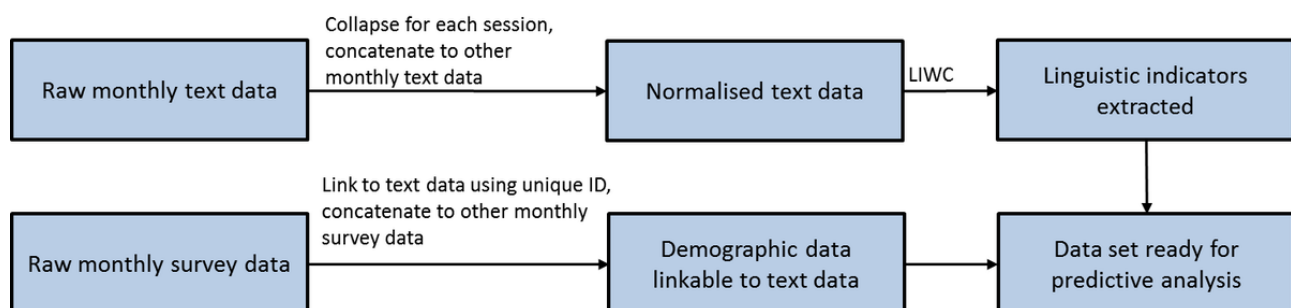 Collapse for each session,
concatenate to other
monthly text data
Raw monthly text data
Normalised text data
LIWC
Linguistic indicators
extracted
Link to text data using unique ID,
concatenate to other monthly
survey data
Raw monthly survey data
Demographic data
linkable to text data
Data set ready for
predictive analysis